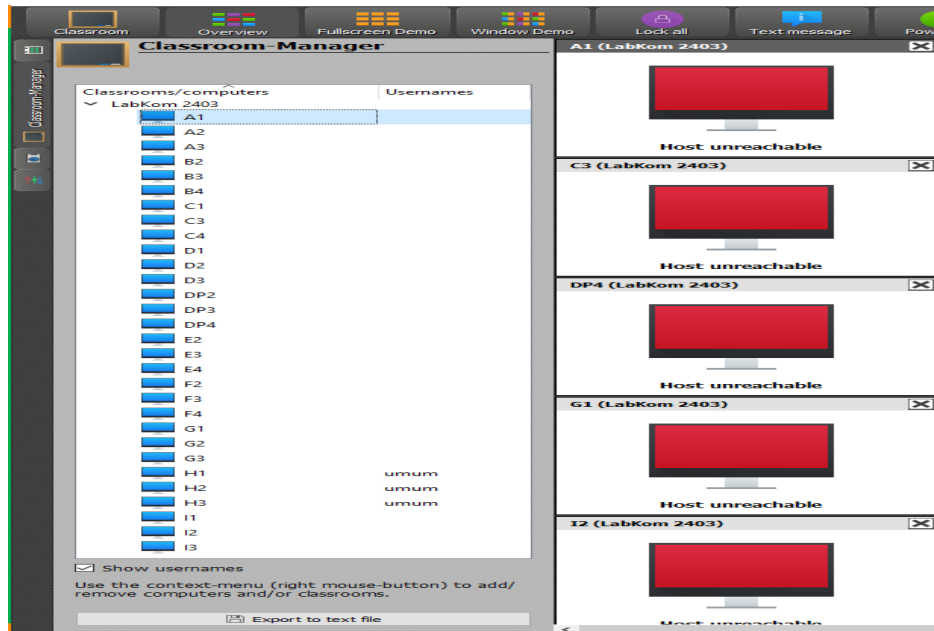 Classroom
Overview
Fullscreen Demo
Window Demo
Lock all
Text message
Pow
Classroom-Manager
Classroom-Manager
Classrooms/computers Usernames
LabKom 2403
A1
A2
A3
B2
B3
B4
C1
C3
C4
D1
D2
D3
DP2
DP3
DP4
E2
E3
E4
F2
F3
F4
G1
G2
G3
H1 umum
H2 umum
H3 umum
I1
I2
I3
Show usernames
Use the context-menu (right mouse-button) to add/
remove computers and/or classrooms.
Export to text file
A1 (LabKom 2403)
Host unreachable
C3 (LabKom 2403)
Host unreachable
DP4 (LabKom 2403)
Host unreachable
G1 (LabKom 2403)
Host unreachable
I2 (LabKom 2403)
Host unreachable